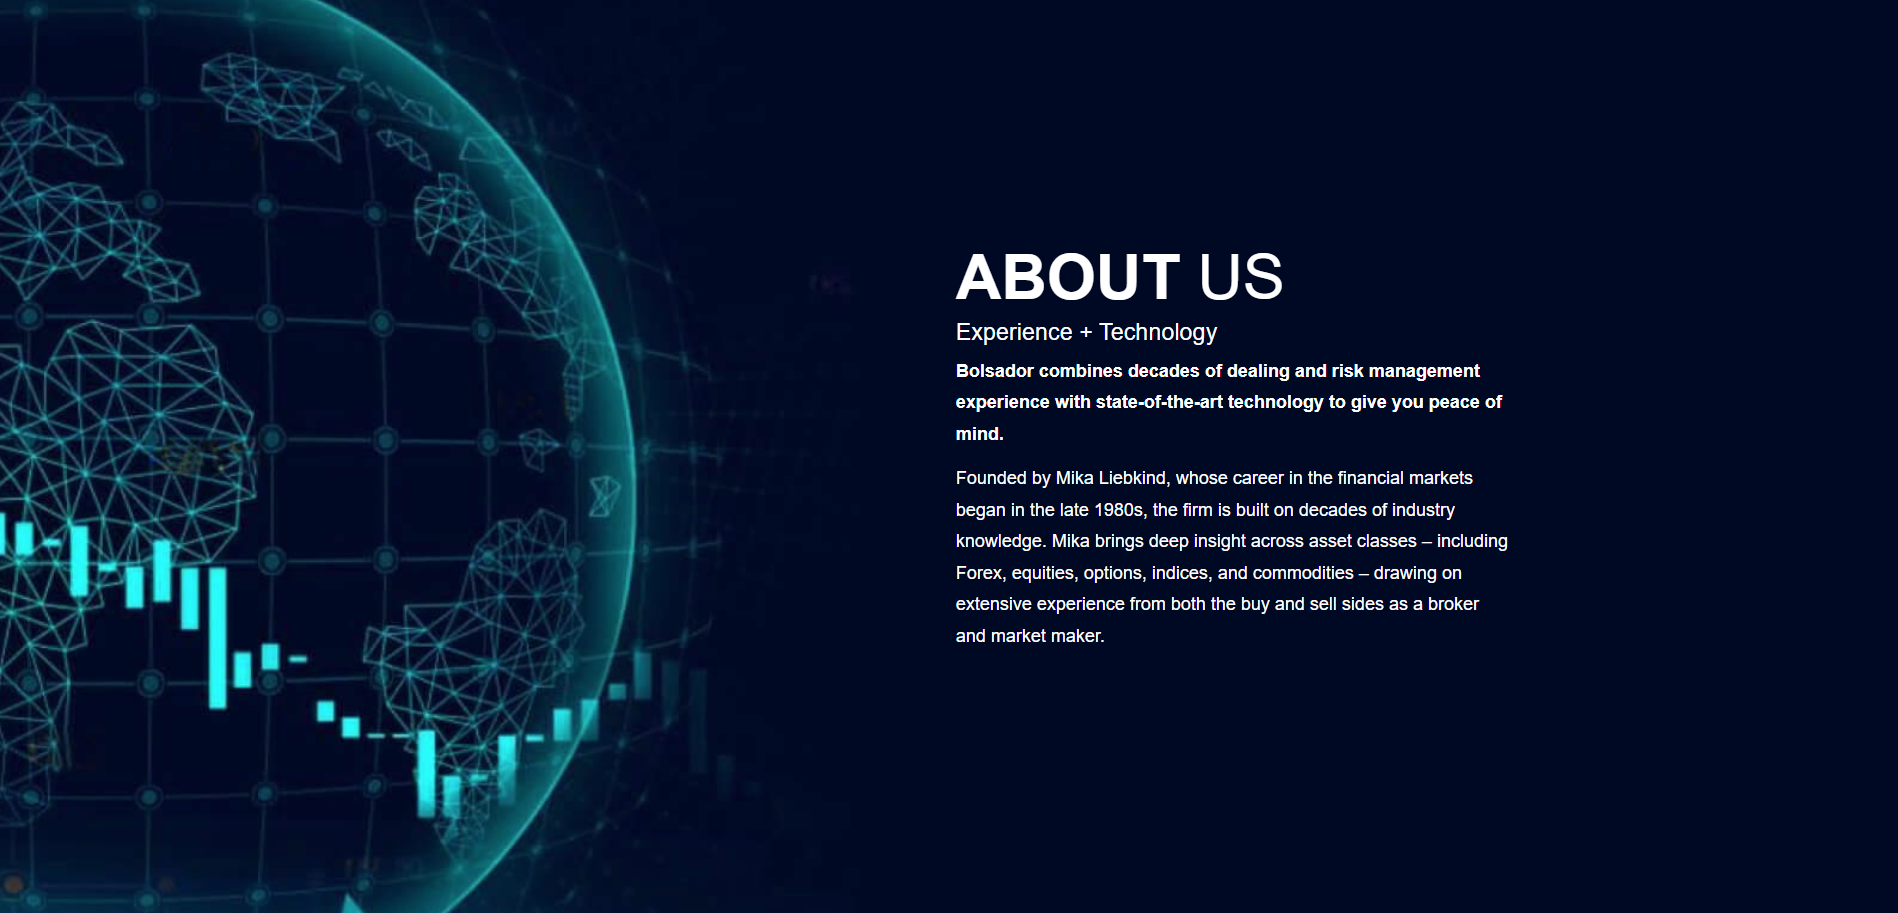 ABOUT US
Experience + Technology
Bolsador combines decades of dealing and risk management
experience with state-of-the-art technology to give you peace of
mind.
Founded by Mika Liebkind, whose career in the financial markets
began in the late 1980s, the firm is built on decades of industry
knowledge. Mika brings deep insight across asset classes – including
Forex, equities, options, indices, and commodities – drawing on
extensive experience from both the buy and sell sides as a broker
and market maker.